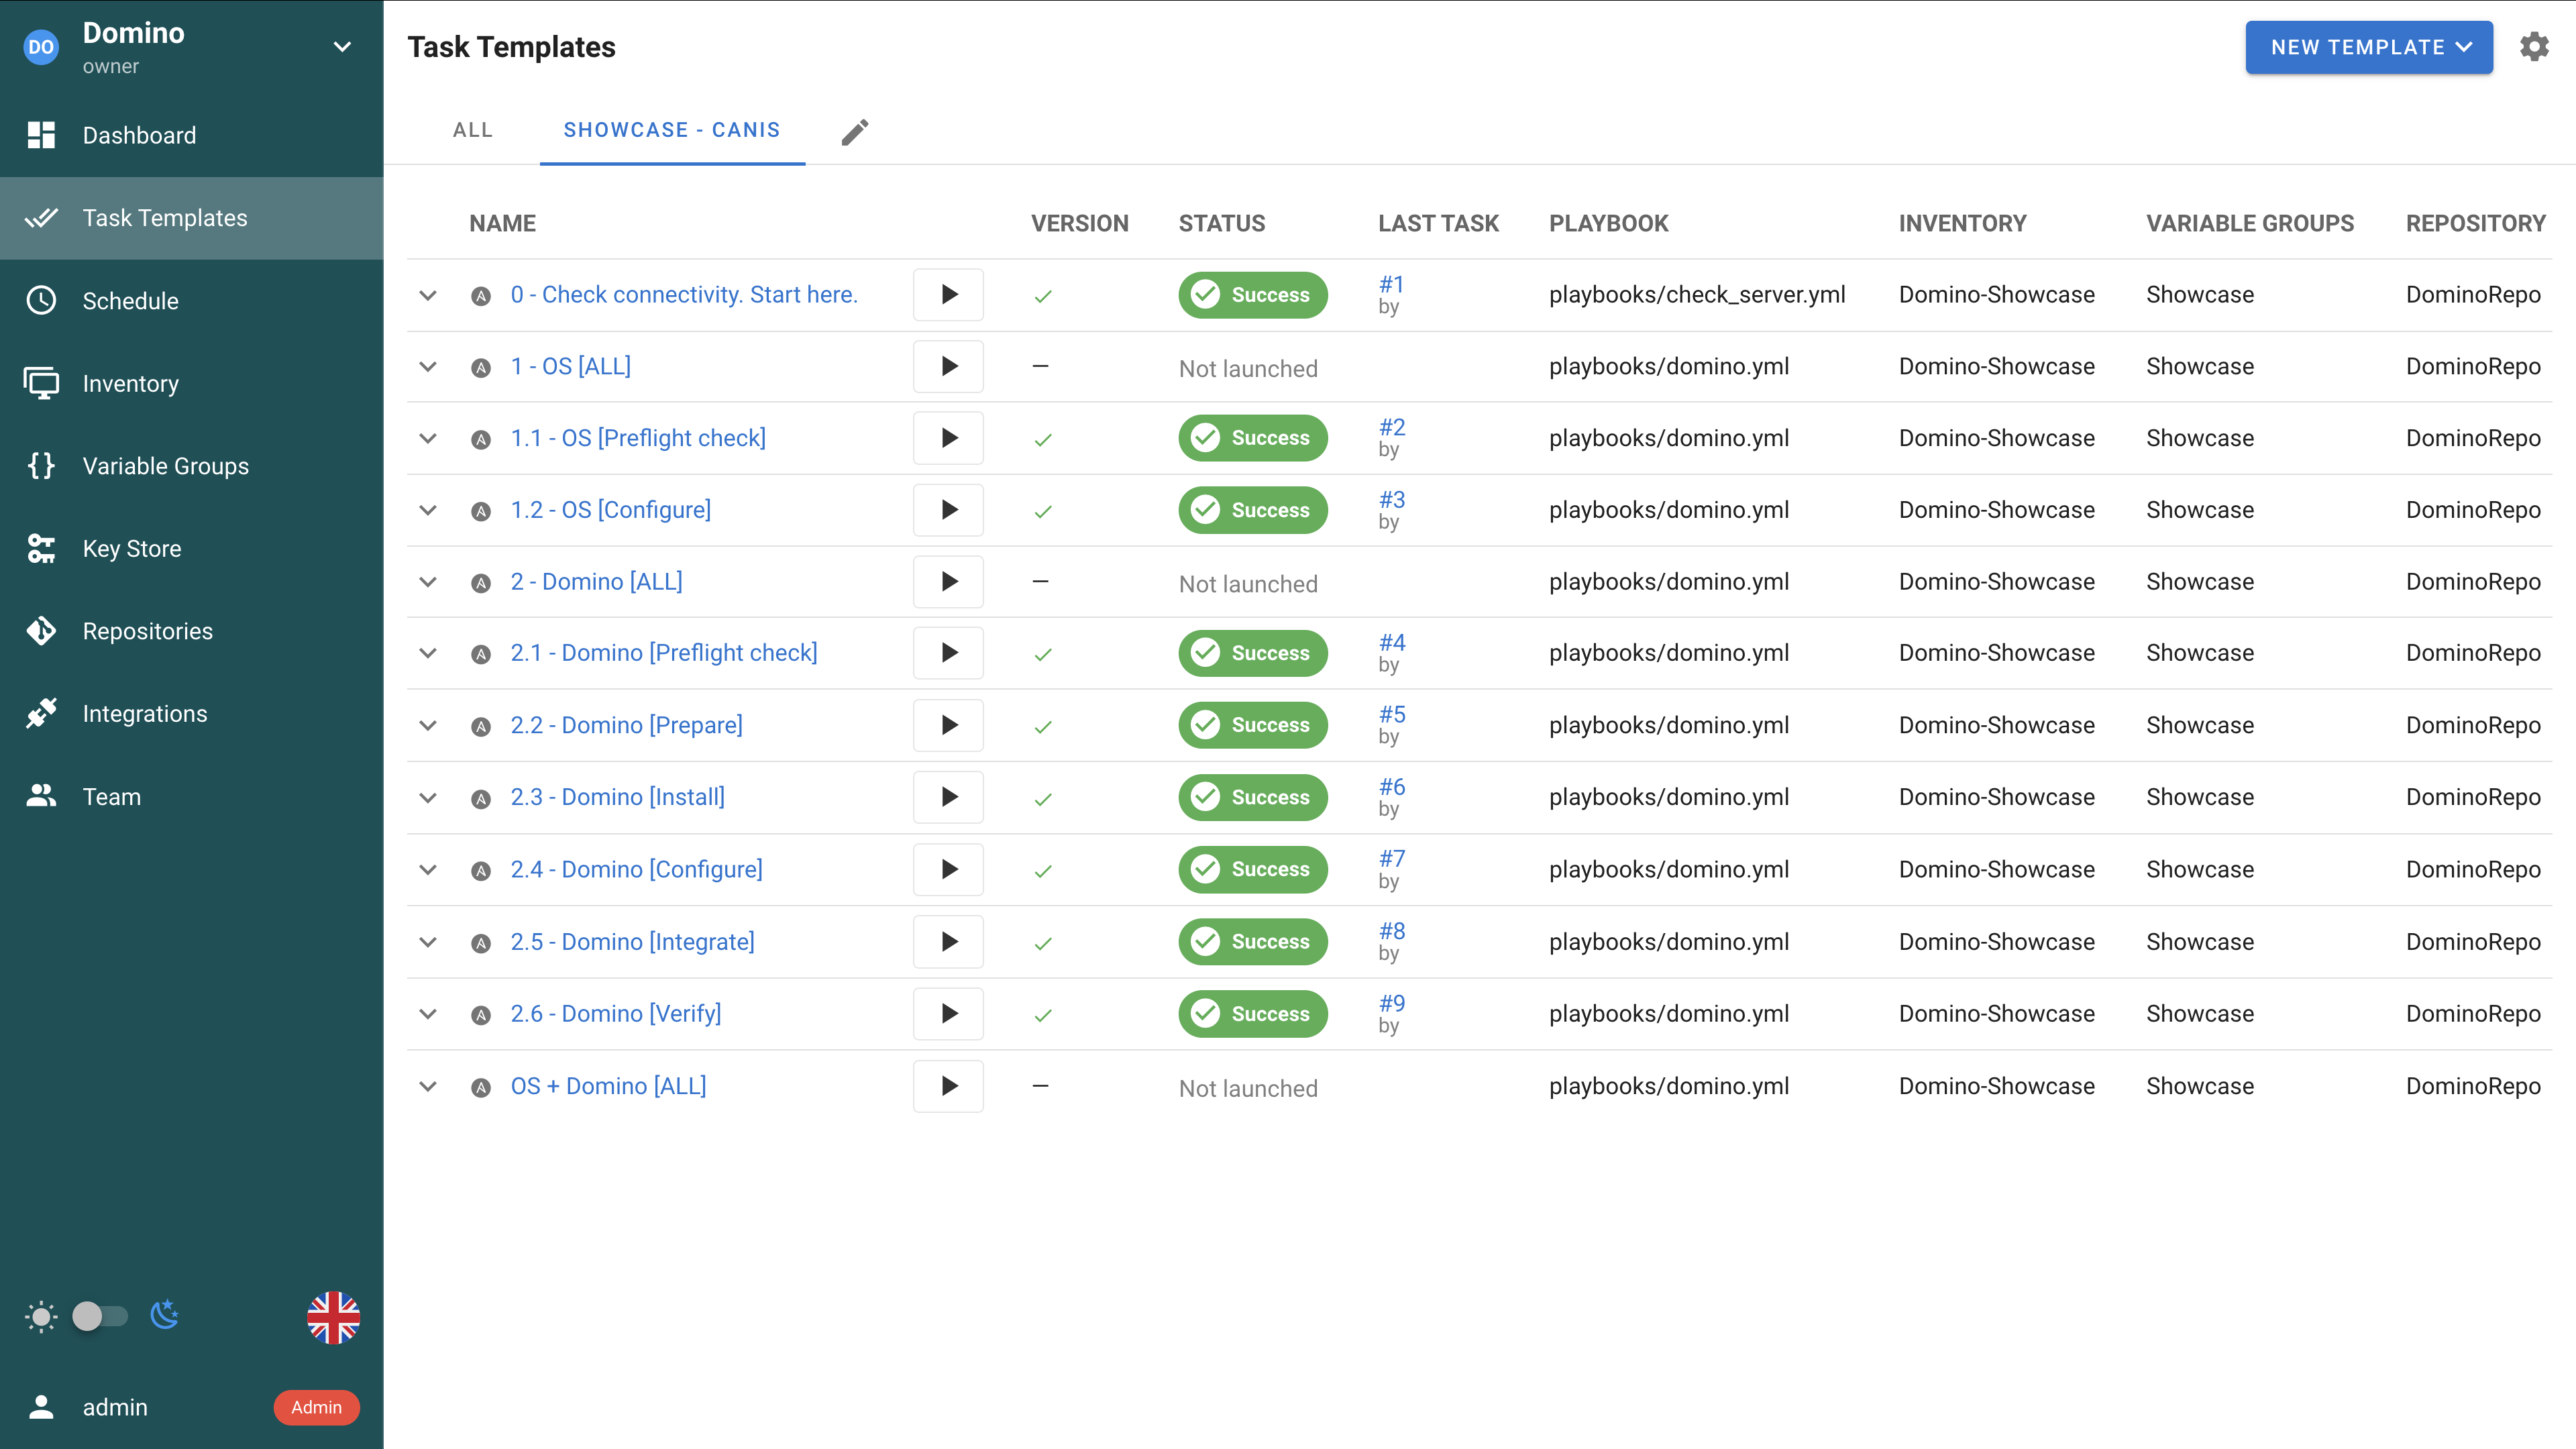 DO Domino
owner
Dashboard
Task Templates
Schedule
Inventory
Variable Groups
Key Store
Repositories
Integrations
Team
admin Admin
Task Templates
NEW TEMPLATE
ALL SHOWCASE - CANIS
NAME VERSION STATUS LAST TASK PLAYBOOK INVENTORY VARIABLE GROUPS REPOSITORY
A 0 - Check connectivity. Start here. Success #1 playbooks/check_server.yml Domino-Showcase Showcase DominoRepo
by
A 1 - OS [ALL] — Not launched playbooks/domino.yml Domino-Showcase Showcase DominoRepo
A 1.1 - OS [Preflight check] Success #2 playbooks/domino.yml Domino-Showcase Showcase DominoRepo
by
A 1.2 - OS [Configure] Success #3 playbooks/domino.yml Domino-Showcase Showcase DominoRepo
by
A 2 - Domino [ALL] — Not launched playbooks/domino.yml Domino-Showcase Showcase DominoRepo
A 2.1 - Domino [Preflight check] Success #4 playbooks/domino.yml Domino-Showcase Showcase DominoRepo
by
A 2.2 - Domino [Prepare] Success #5 playbooks/domino.yml Domino-Showcase Showcase DominoRepo
by
A 2.3 - Domino [Install] Success #6 playbooks/domino.yml Domino-Showcase Showcase DominoRepo
by
A 2.4 - Domino [Configure] Success #7 playbooks/domino.yml Domino-Showcase Showcase DominoRepo
by
A 2.5 - Domino [Integrate] Success #8 playbooks/domino.yml Domino-Showcase Showcase DominoRepo
by
A 2.6 - Domino [Verify] Success #9 playbooks/domino.yml Domino-Showcase Showcase DominoRepo
by
A OS + Domino [ALL] — Not launched playbooks/domino.yml Domino-Showcase Showcase DominoRepo